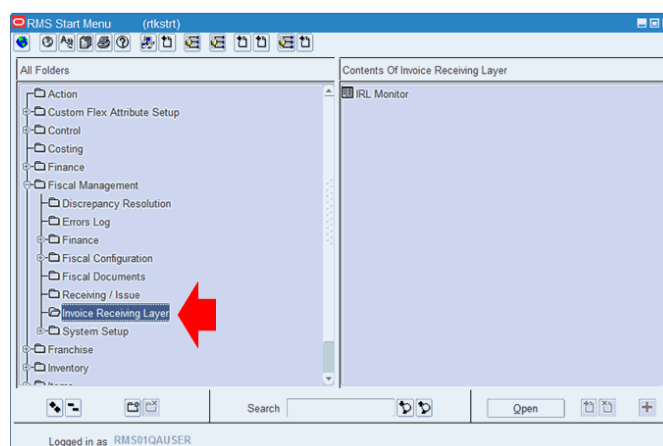 RMS Start Menu (rtkstrt)
All Folders
Contents Of Invoice Receiving Layer
Action
IRL Monitor
Custom Flex Attribute Setup
Control
Costing
Finance
Fiscal Management
Discrepancy Resolution
Errors Log
Finance
Fiscal Configuration
Fiscal Documents
Receiving / Issue
Invoice Receiving Layer
System Setup
Franchise
Inventory
Search
Open
Logged in as RMS01QAUSER